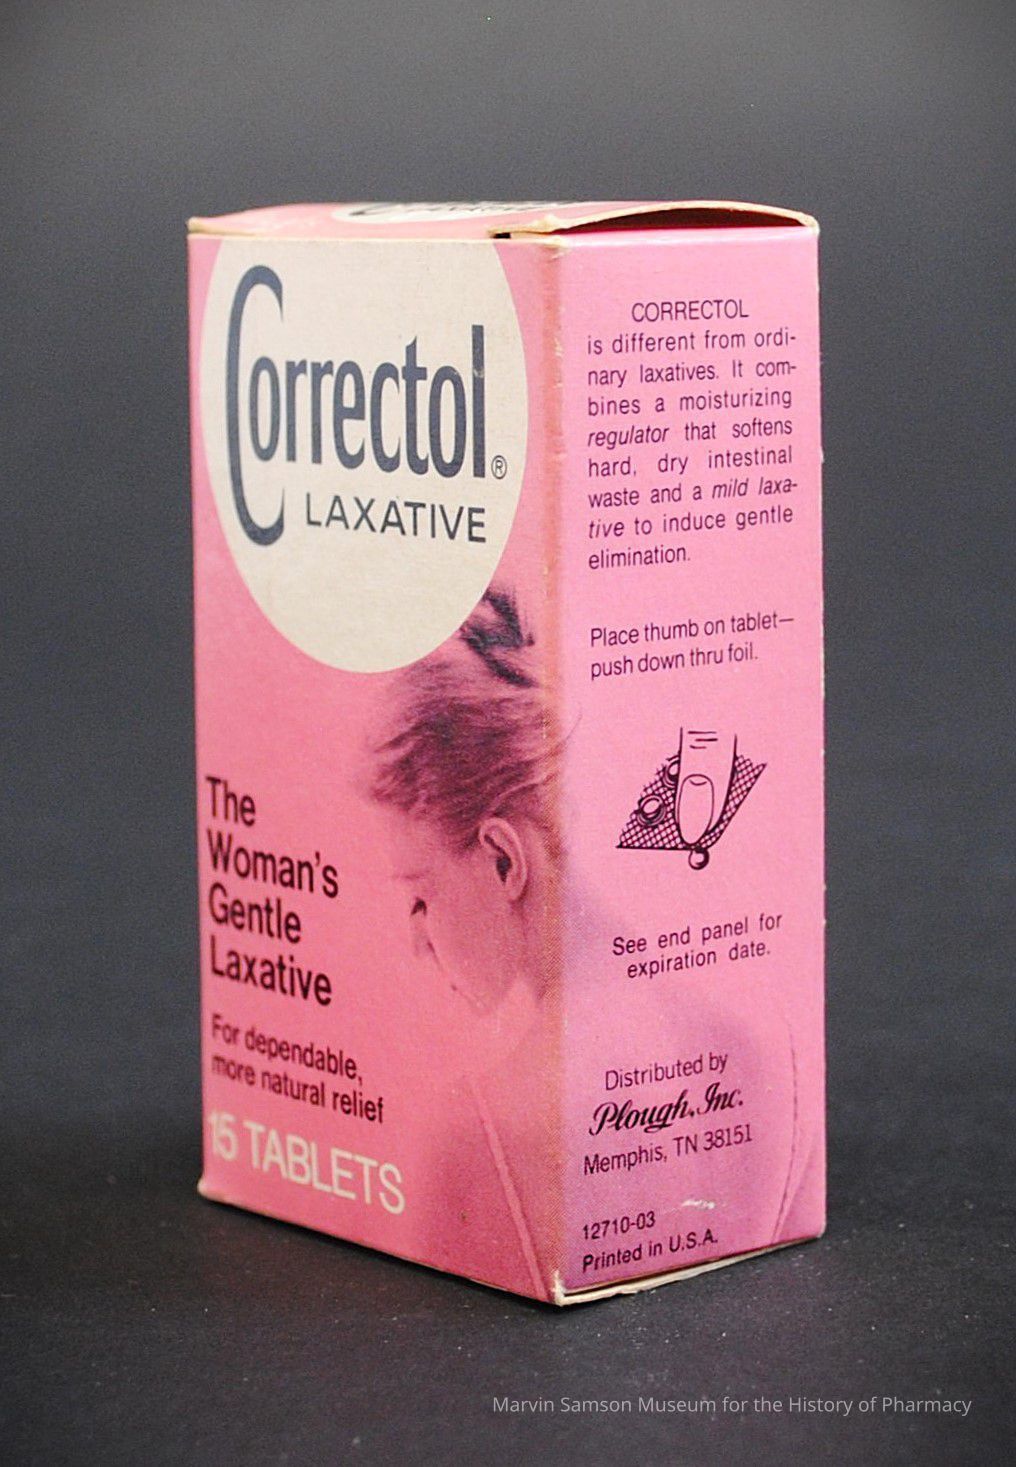 Correctol®
LAXATIVE
The
Woman's
Gentle
Laxative
For dependable,
more natural relief
15 TABLETS
CORRECTOL
is different from ordi-
nary laxatives. It com-
bines a moisturizing
regulator that softens
hard, dry intestinal
waste and a mild laxa-
tive to induce gentle
elimination.
Place thumb on tablet—
push down thru foil.
See end panel for
expiration date.
Distributed by
Plough, Inc.
Memphis, TN 38151
12710-03
Printed in U.S.A.
Marvin Samson Museum for the History of Pharmacy